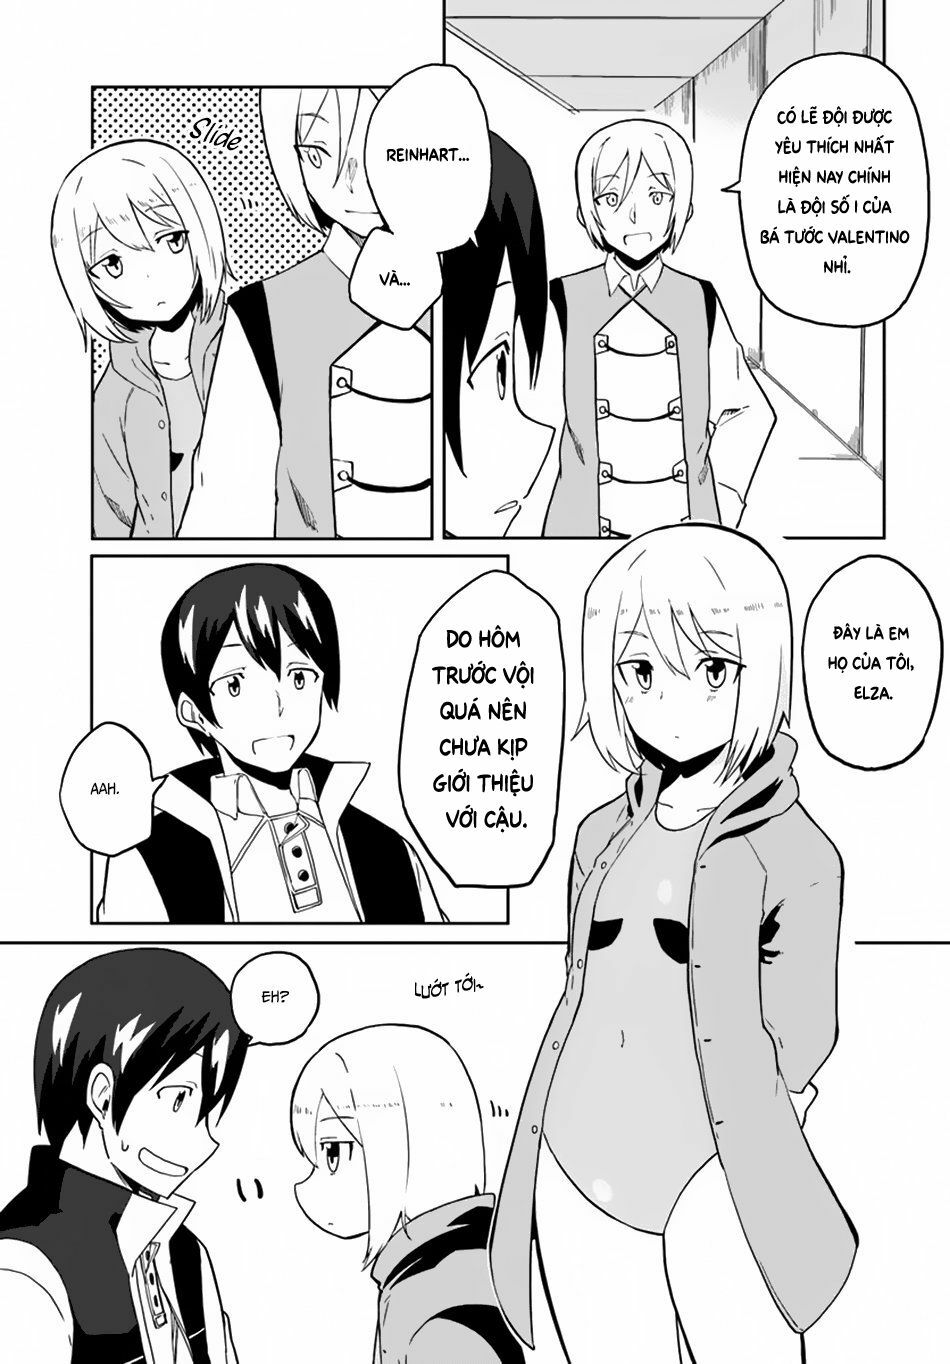 CÓ LẼ ĐỘI ĐƯỢC
YÊU THÍCH NHẤT
HIỆN NAY CHÍNH
LÀ ĐỘI SỐ 1 CỦA
BÁ TƯỚC VALENTINO
NHỈ.
REINHART...
VÀ...
Slide
ĐÂY LÀ EM
HỌ CỦA TÔI,
ELZA.
DO HÔM
TRƯỚC VỘI
QUÁ NÊN
CHƯA KỊP
GIỚI THIỆU
VỚI CẬU.
AAH.
LƯỚT TỚI~
EH?